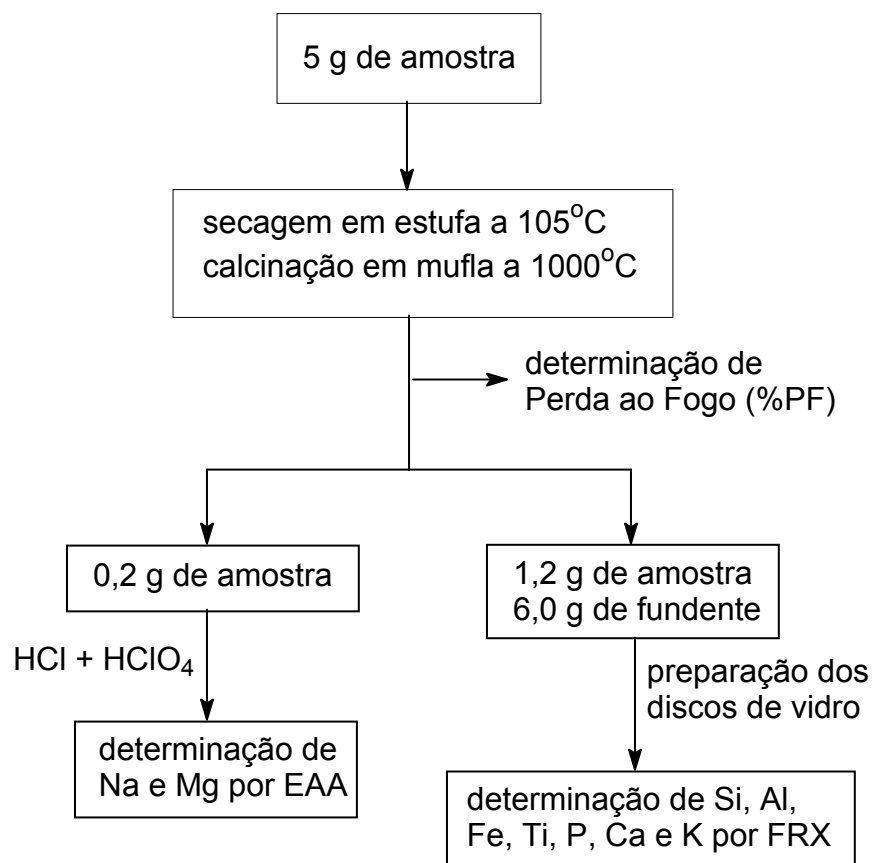 5 g de amostra
secagem em estufa a 105°C
calcinação em mufla a 1000°C
determinação de
Perda ao Fogo (%PF)
0,2 g de amostra
1,2 g de amostra
6,0 g de fundente
HCl + HClO₄
preparação dos
discos de vidro
determinação de
Na e Mg por EAA
determinação de Si, Al,
Fe, Ti, P, Ca e K por FRX